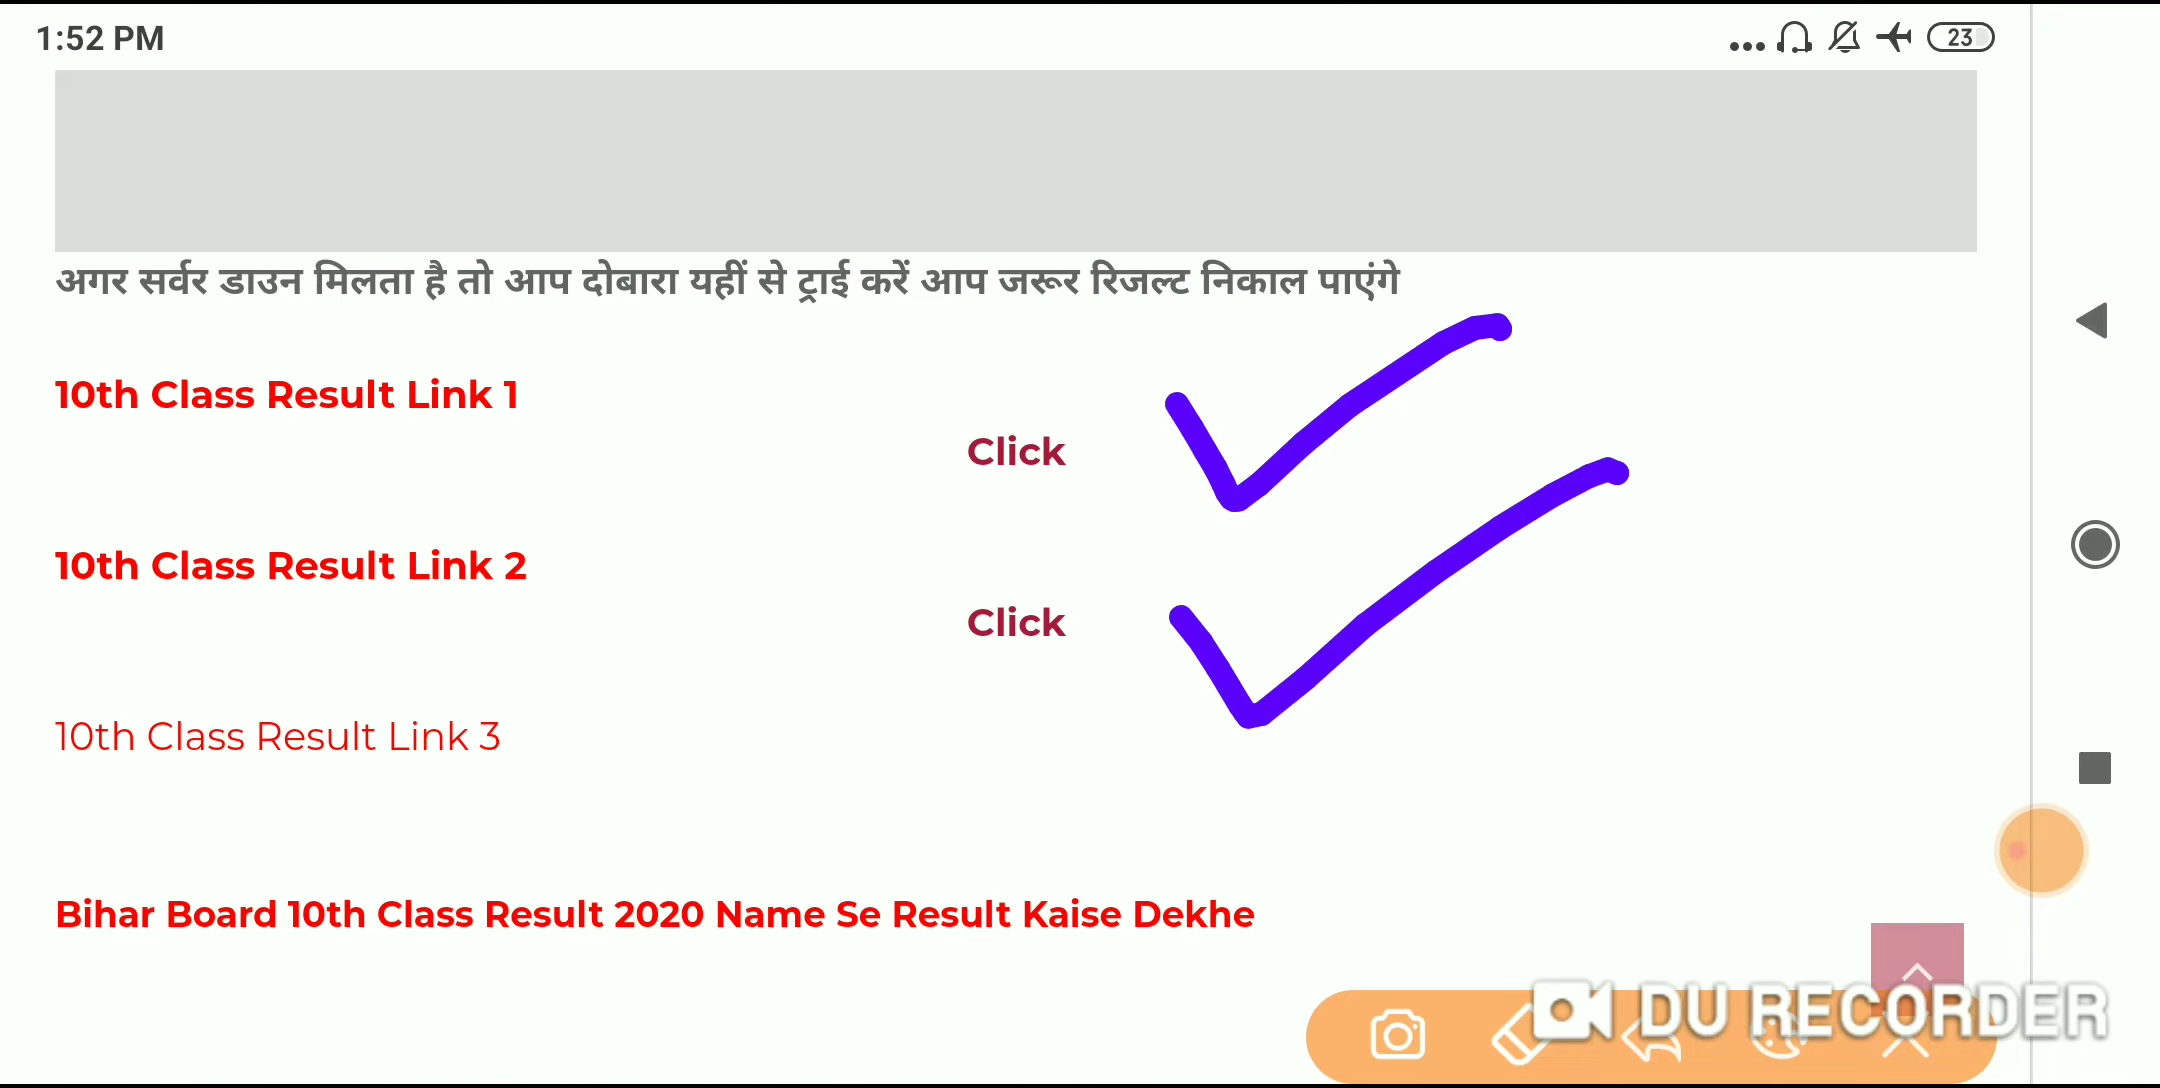 1:52 PM
23
अगर सर्वर डाउन मिलता है तो आप दोबारा यहीं से ट्राई करें आप जरूर रिजल्ट निकाल पाएंगे
10th Class Result Link 1
Click
10th Class Result Link 2
Click
10th Class Result Link 3
Bihar Board 10th Class Result 2020 Name Se Result Kaise Dekhe
DU RECORDER